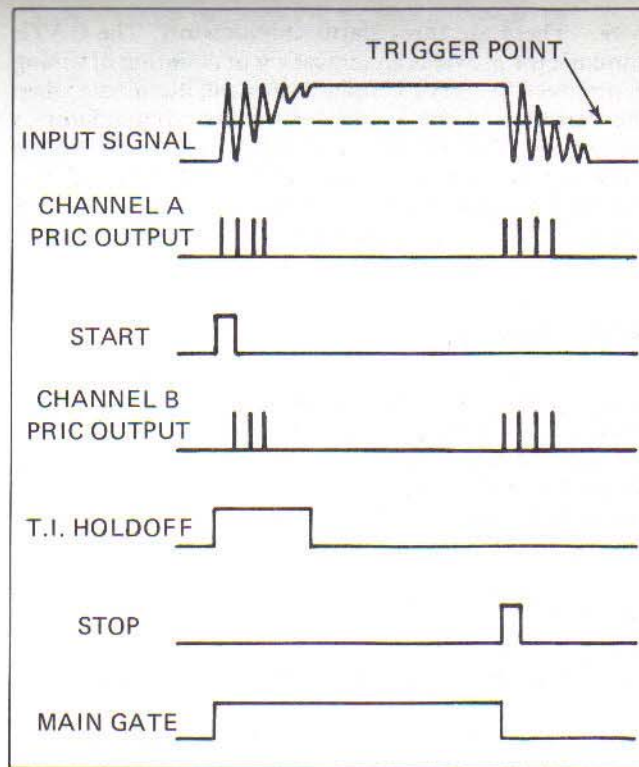 TRIGGER POINT
INPUT SIGNAL
CHANNEL A
PRIC OUTPUT
START
CHANNEL B
PRIC OUTPUT
T.I. HOLDOFF
STOP
MAIN GATE